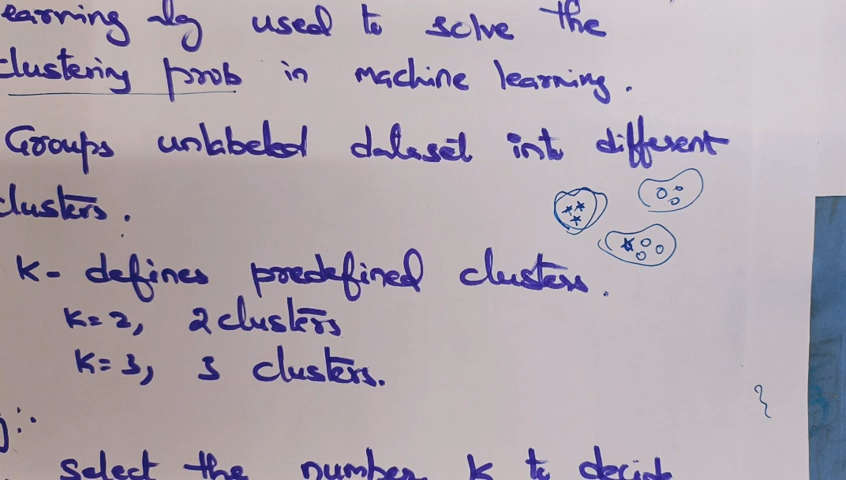 earning alg used to solve the
clustering prob in machine learning.
Groups unlabeled dataset into different
clusters.
K- defines predefined clusters.
K=2, 2 clusters
K=3, 3 clusters.
Select the number K to decide